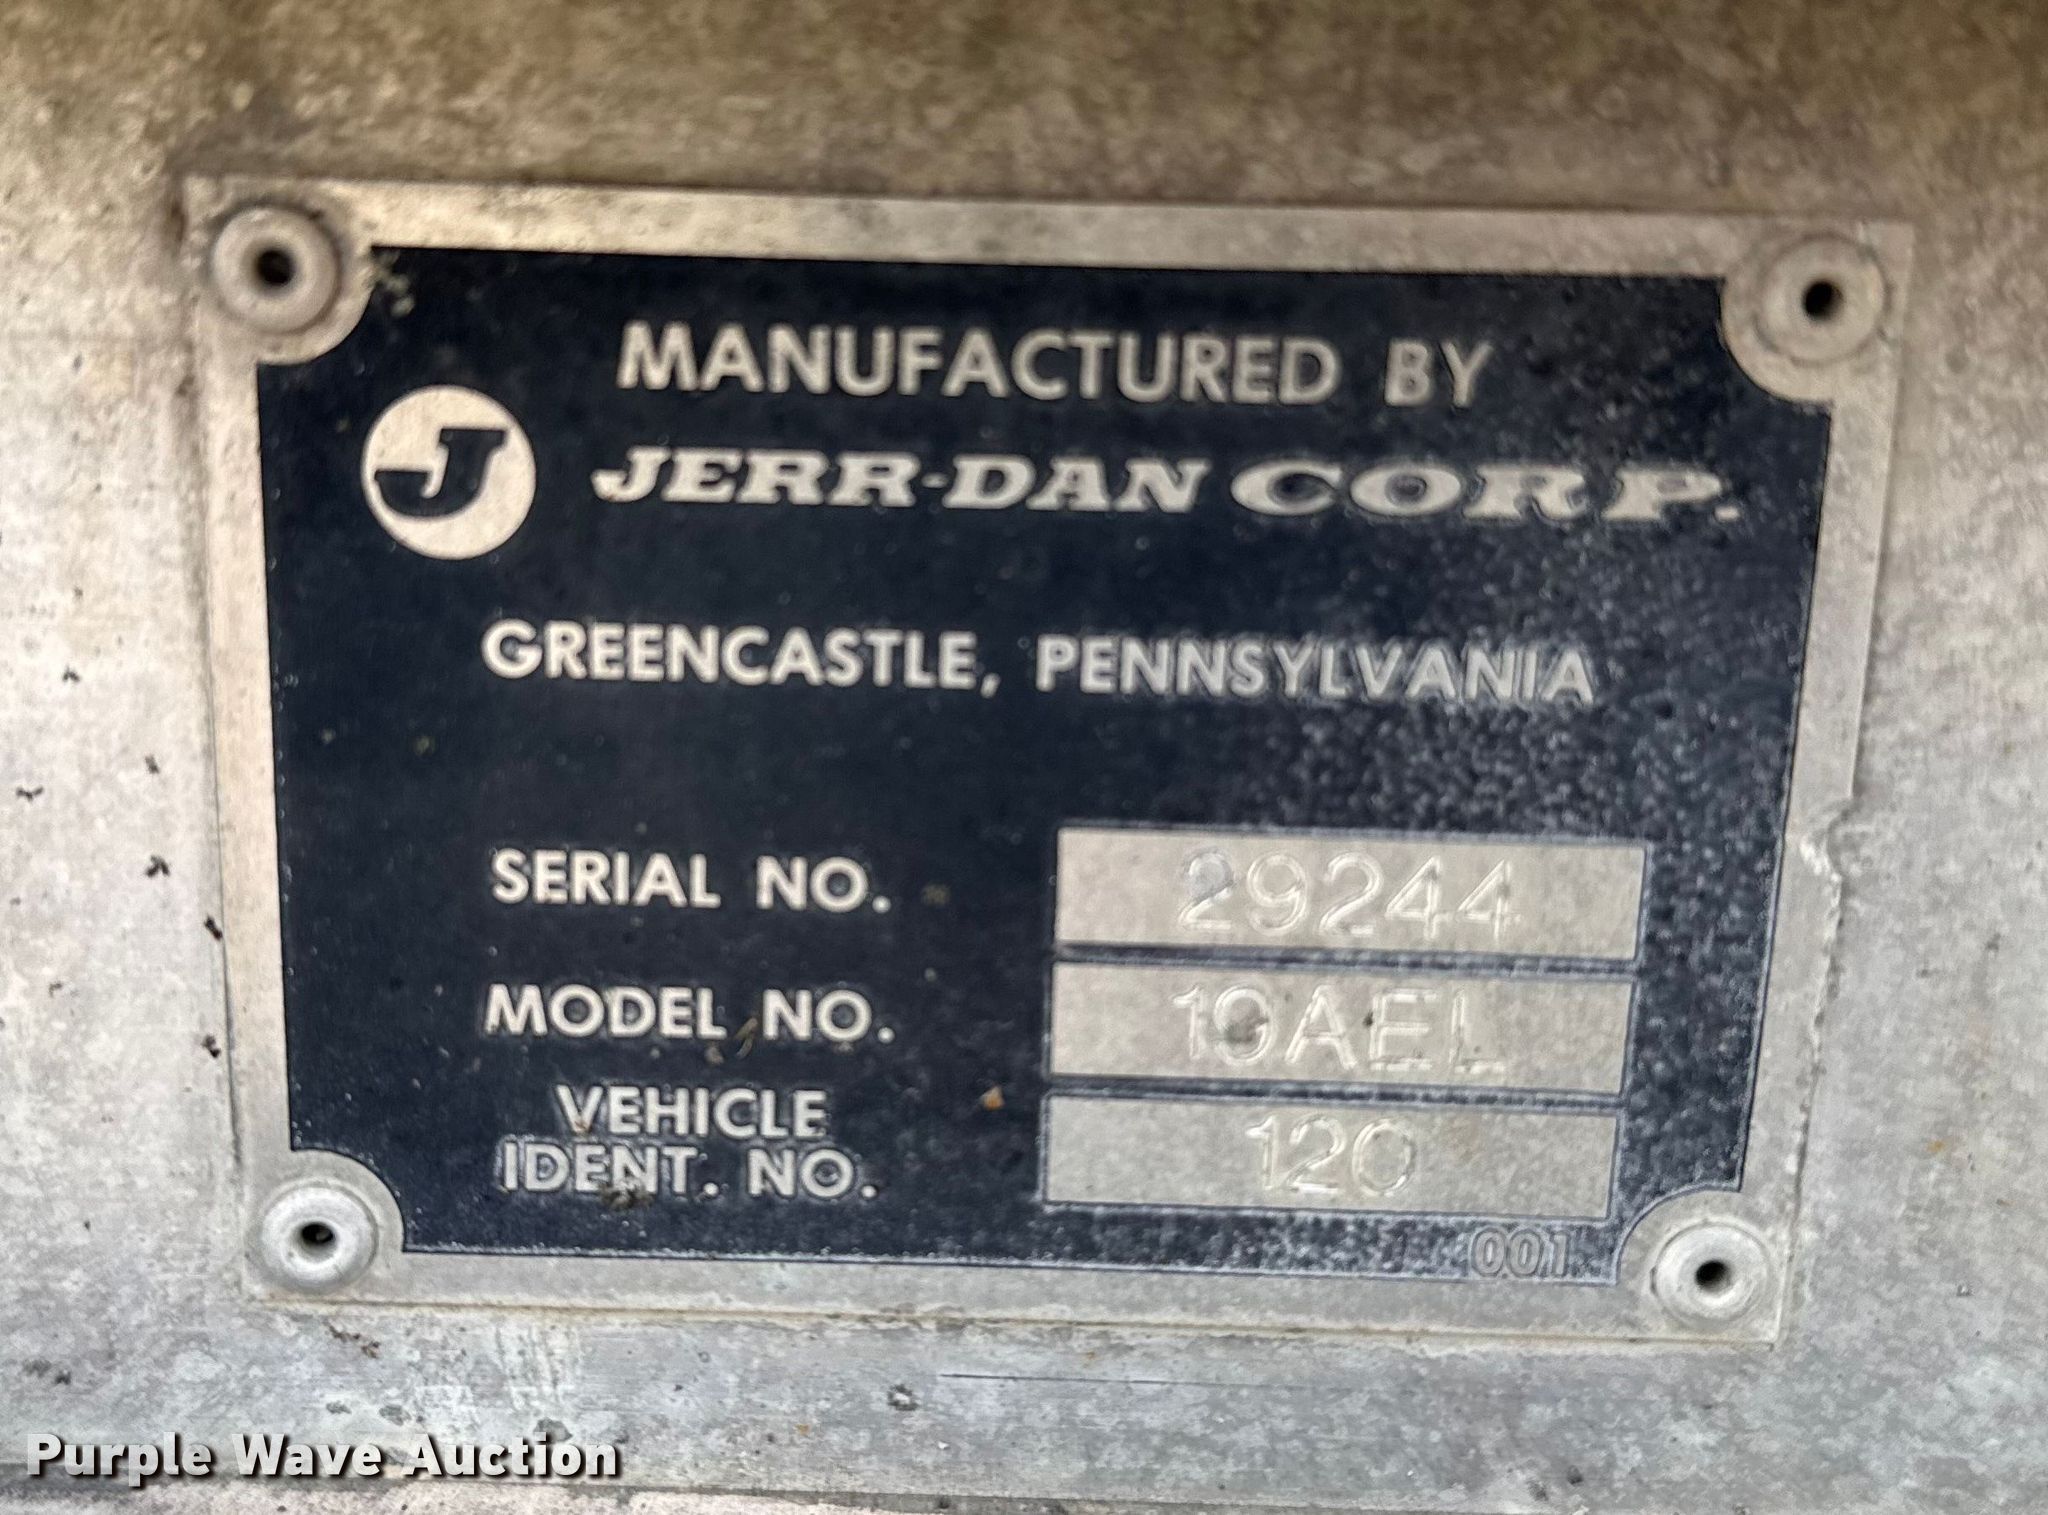 MANUFACTURED BY
J JERR-DAN CORP.
GREENCASTLE, PENNSYLVANIA
SERIAL NO. 29244
MODEL NO. 10AEL
VEHICLE
IDENT. NO. 120
001
Purple Wave Auction